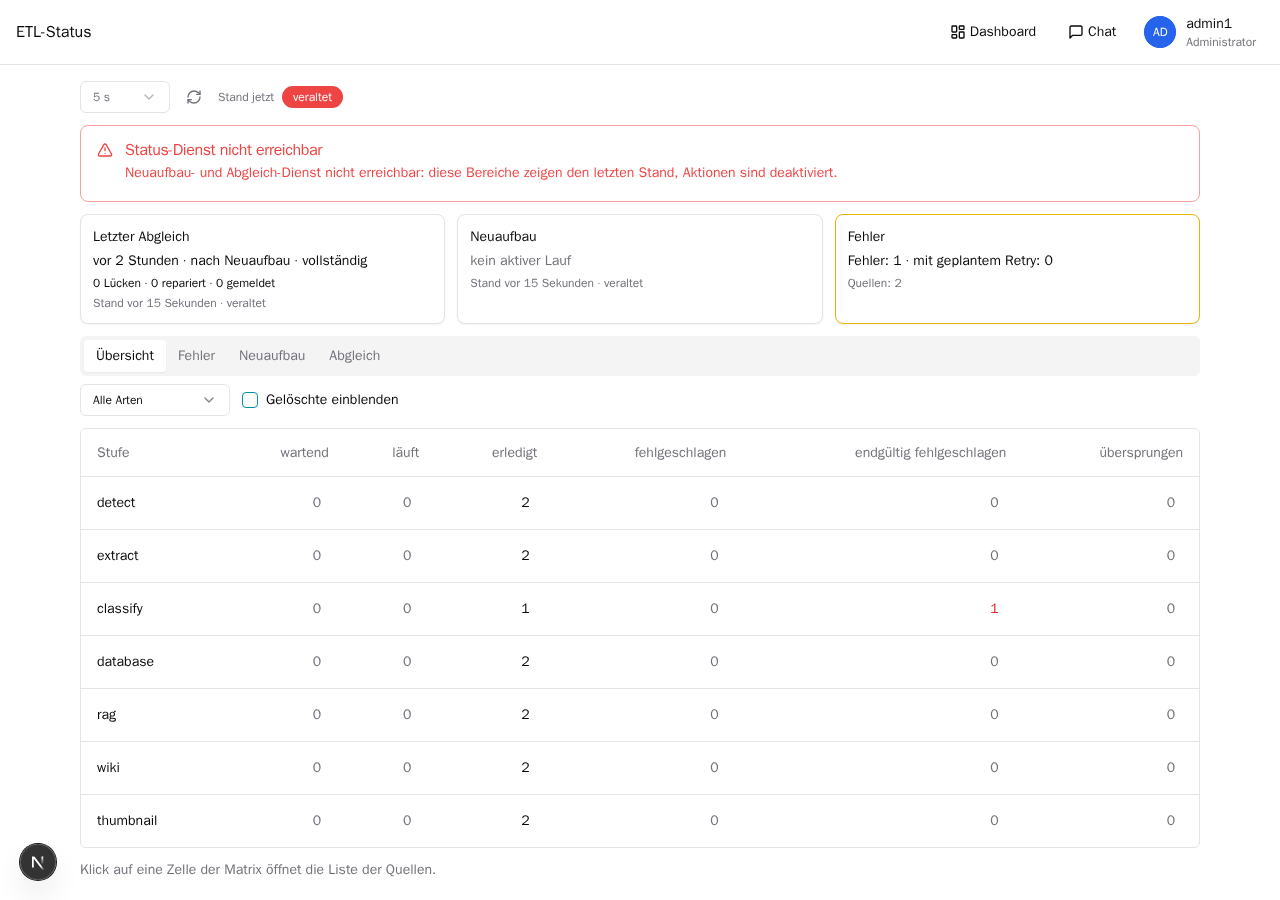 ETL-Status
Dashboard
Chat
AD
admin1
Administrator
5 s
Stand jetzt
veraltet
Status-Dienst nicht erreichbar
Neuaufbau- und Abgleich-Dienst nicht erreichbar: diese Bereiche zeigen den letzten Stand, Aktionen sind deaktiviert.
Letzter Abgleich
vor 2 Stunden · nach Neuaufbau · vollständig
0 Lücken · 0 repariert · 0 gemeldet
Stand vor 15 Sekunden · veraltet
Neuaufbau
kein aktiver Lauf
Stand vor 15 Sekunden · veraltet
Fehler
Fehler: 1 · mit geplantem Retry: 0
Quellen: 2
Übersicht Fehler Neuaufbau Abgleich
Alle Arten
Gelöschte einblenden
Stufe wartend läuft erledigt fehlgeschlagen endgültig fehlgeschlagen übersprungen
detect 0 0 2 0 0 0
extract 0 0 2 0 0 0
classify 0 0 1 0 1 0
database 0 0 2 0 0 0
rag 0 0 2 0 0 0
wiki 0 0 2 0 0 0
thumbnail 0 0 2 0 0 0
N
Klick auf eine Zelle der Matrix öffnet die Liste der Quellen.